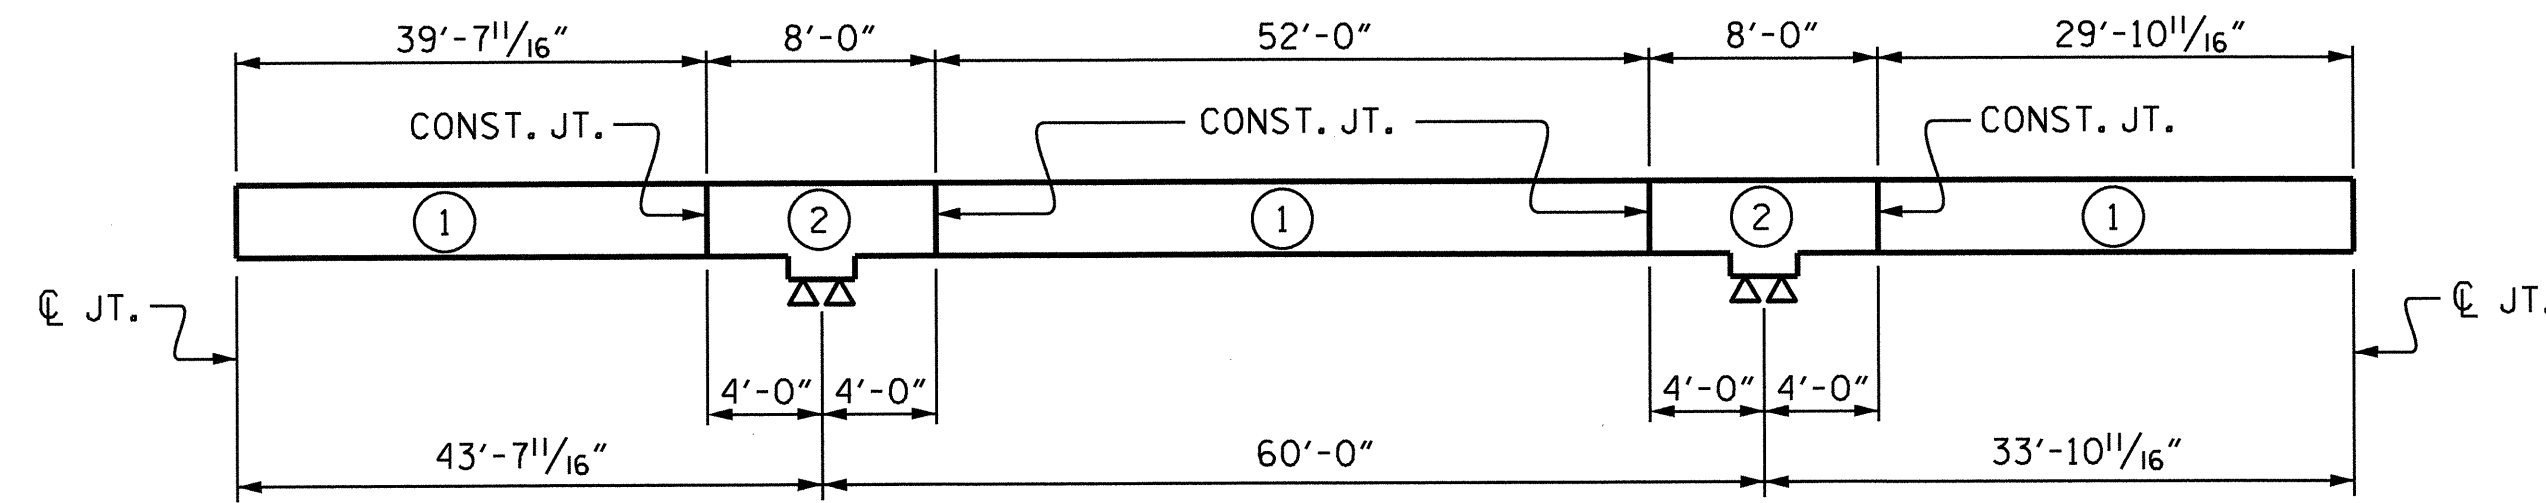 39'-7 11/16" 8'-0" 52'-0" 8'-0" 29'-10 11/16"
CONST. JT. CONST. JT. CONST. JT.
1 2 1 2 1
℄ JT. ℄ JT.
4'-0" 4'-0" 4'-0" 4'-0"
43'-7 11/16" 60'-0" 33'-10 11/16"